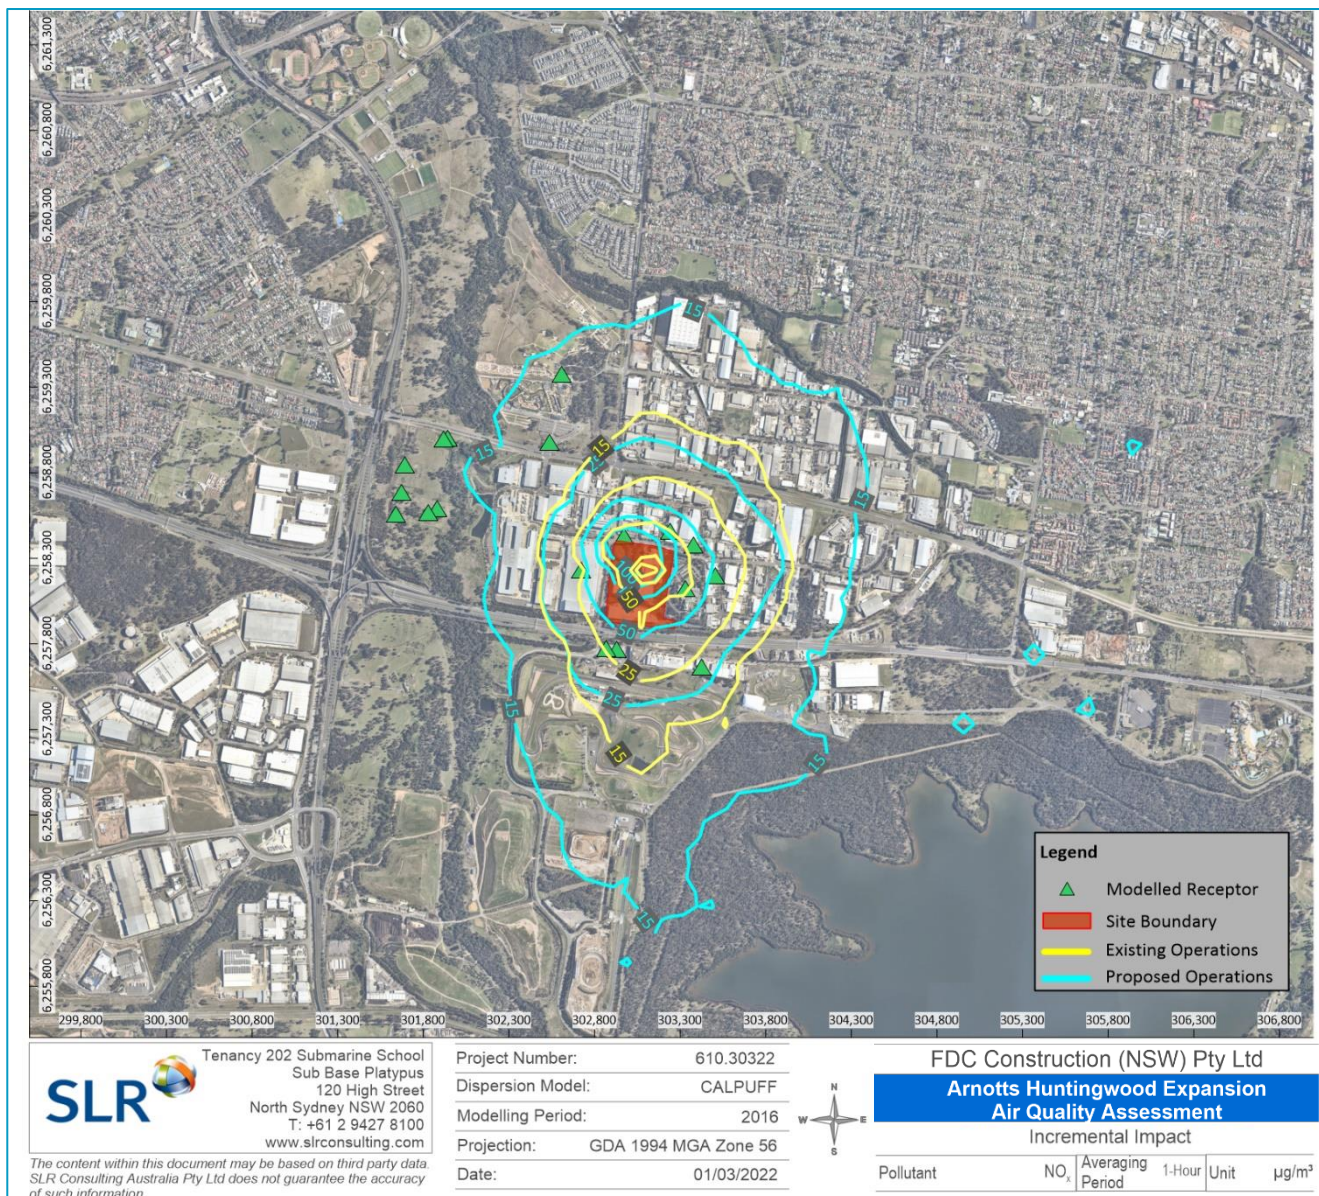 6,261,300
6,260,800
6,260,300
6,259,800
6,259,300
6,258,800
6,258,300
6,257,800
6,257,300
6,256,800
6,256,300
6,255,800
15
15
15
15
25
100
50
50
25
25
15
15
15
15
Legend
Modelled Receptor
Site Boundary
Existing Operations
Proposed Operations
299,800 300,300 300,800 301,300 301,800 302,300 302,800 303,300 303,800 304,300 304,800 305,300 305,800 306,300 306,800
SLR
Tenancy 202 Submarine School
Sub Base Platypus
120 High Street
North Sydney NSW 2060
T: +61 2 9427 8100
www.slrconsulting.com
The content within this document may be based on third party data.
SLR Consulting Australia Pty Ltd does not guarantee the accuracy
of such information
Project Number: 610.30322
Dispersion Model: CALPUFF
Modelling Period: 2016
Projection: GDA 1994 MGA Zone 56
Date: 01/03/2022
N
W E
S
FDC Construction (NSW) Pty Ltd
Arnotts Huntingwood Expansion
Air Quality Assessment
Incremental Impact
Pollutant NOx Averaging Period 1-Hour Unit µg/m³